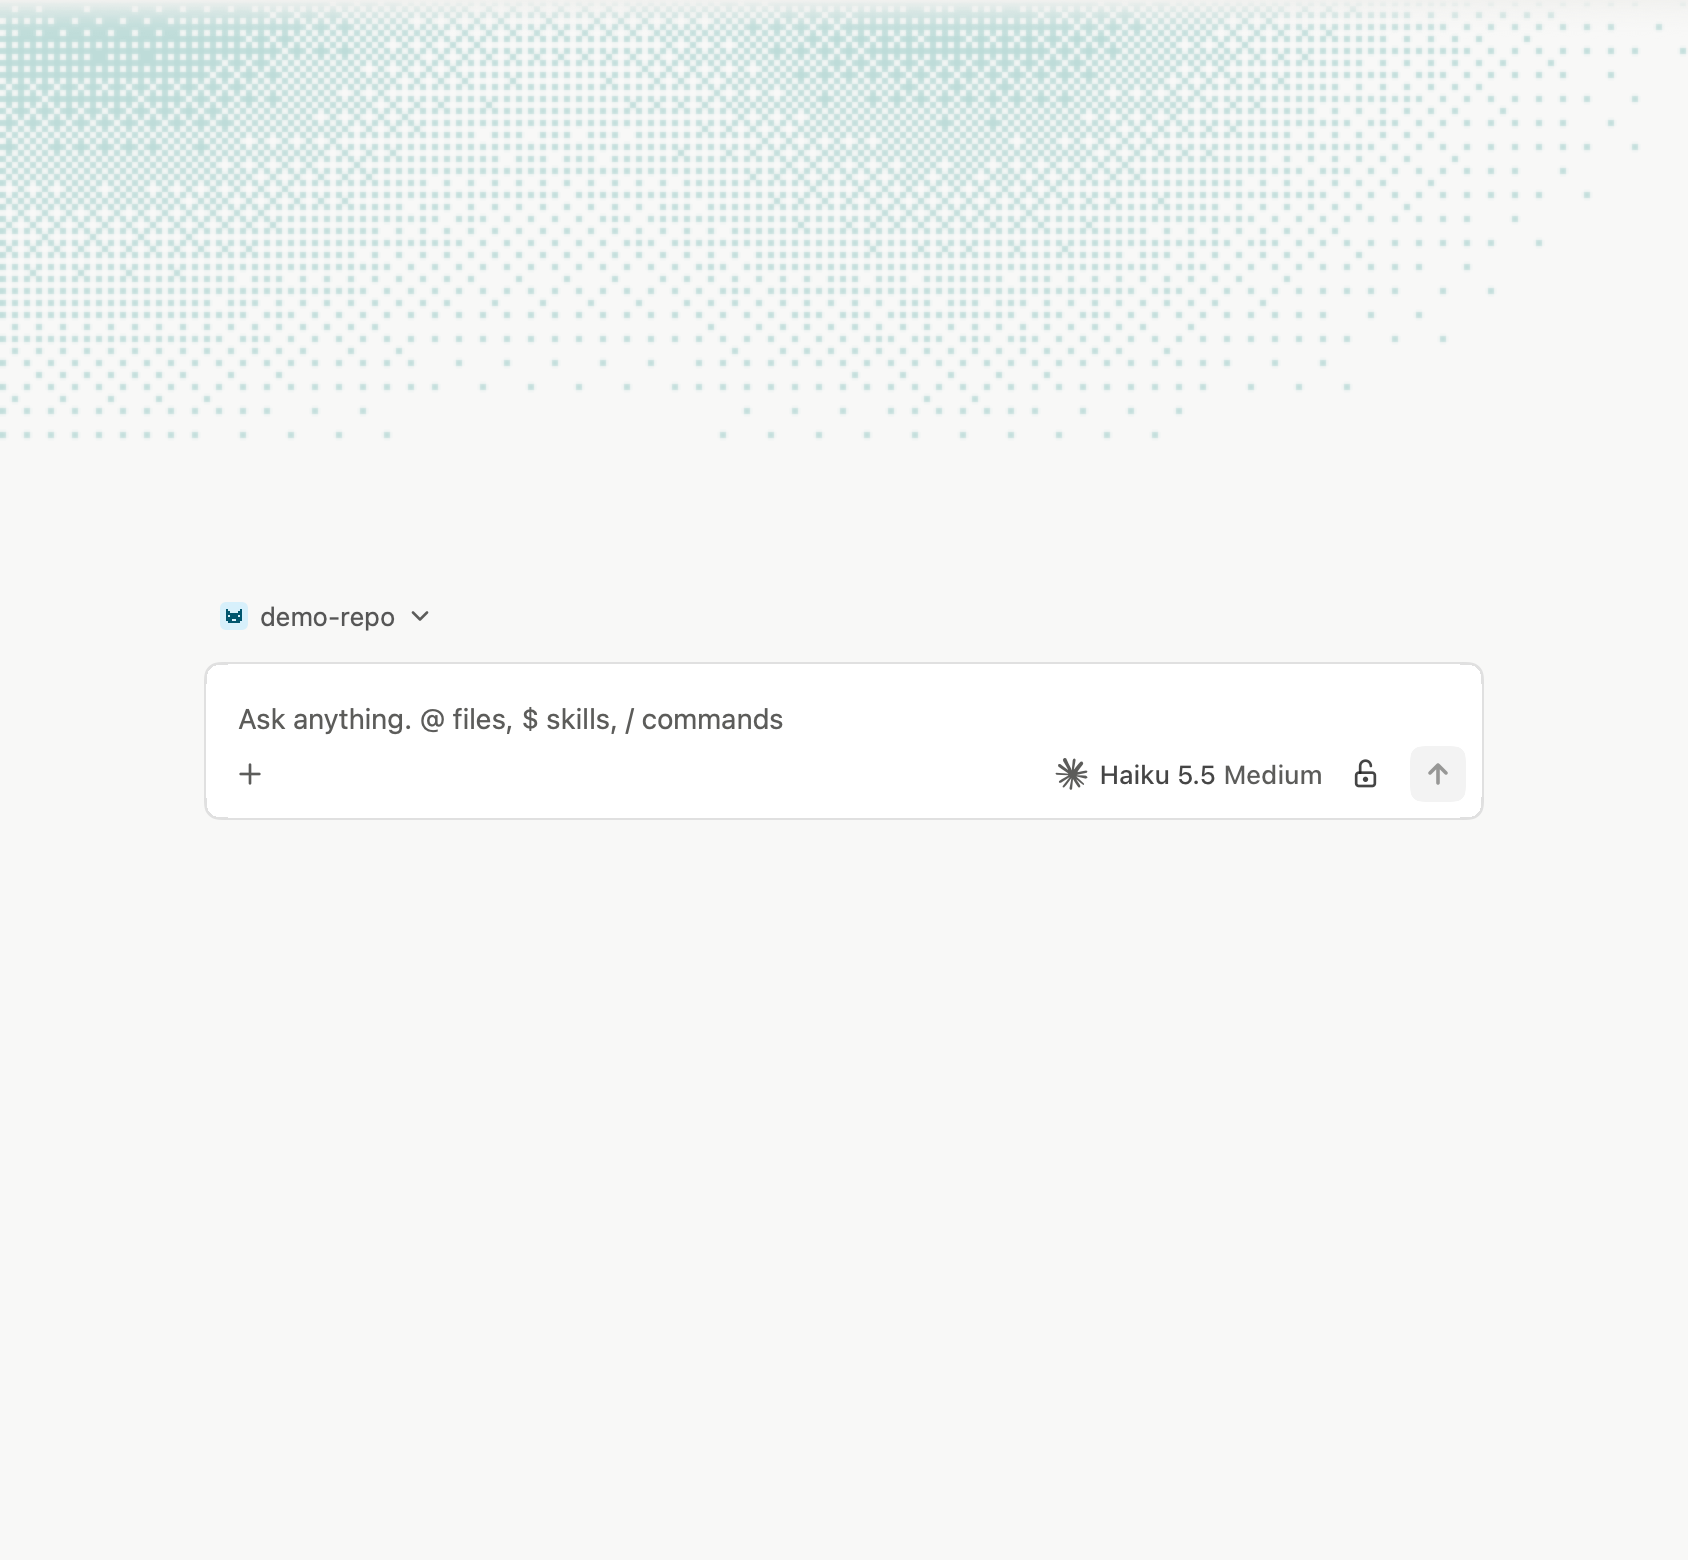 demo-repo
Ask anything. @ files, $ skills, / commands
Haiku 5.5 Medium